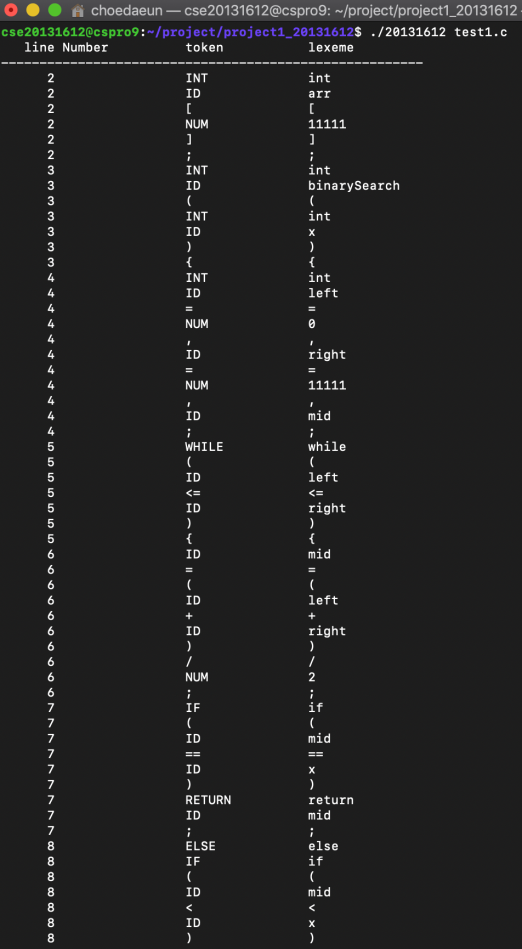 choedaeun — cse20131612@cspro9: ~/project/project1_20131612
cse20131612@cspro9:~/project/project1_20131612$ ./20131612 test1.c
line Number token lexeme
------------------------------------------------------
2 INT int
2 ID arr
2 [ [
2 NUM 11111
2 ] ]
2 ; ;
3 INT int
3 ID binarySearch
3 ( (
3 INT int
3 ID x
3 ) )
3 { {
4 INT int
4 ID left
4 = =
4 NUM 0
4 , ,
4 ID right
4 = =
4 NUM 11111
4 , ,
4 ID mid
4 ; ;
5 WHILE while
5 ( (
5 ID left
5 <= <=
5 ID right
5 ) )
5 { {
6 ID mid
6 = =
6 ( (
6 ID left
6 + +
6 ID right
6 ) )
6 / /
6 NUM 2
6 ; ;
7 IF if
7 ( (
7 ID mid
7 == ==
7 ID x
7 ) )
7 RETURN return
7 ID mid
7 ; ;
8 ELSE else
8 IF if
8 ( (
8 ID mid
8 < <
8 ID x
8 ) )